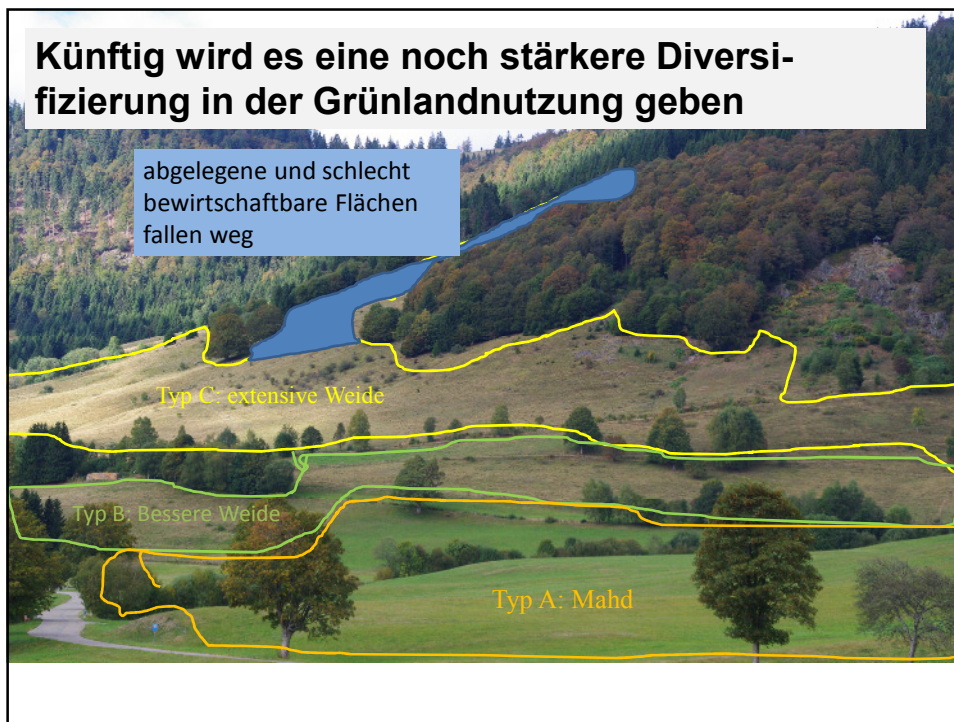 Künftig wird es eine noch stärkere Diversi-
fizierung in der Grünlandnutzung geben
abgelegene und schlecht
bewirtschaftbare Flächen
fallen weg
Typ C: extensive Weide
Typ B: Bessere Weide
Typ A: Mahd